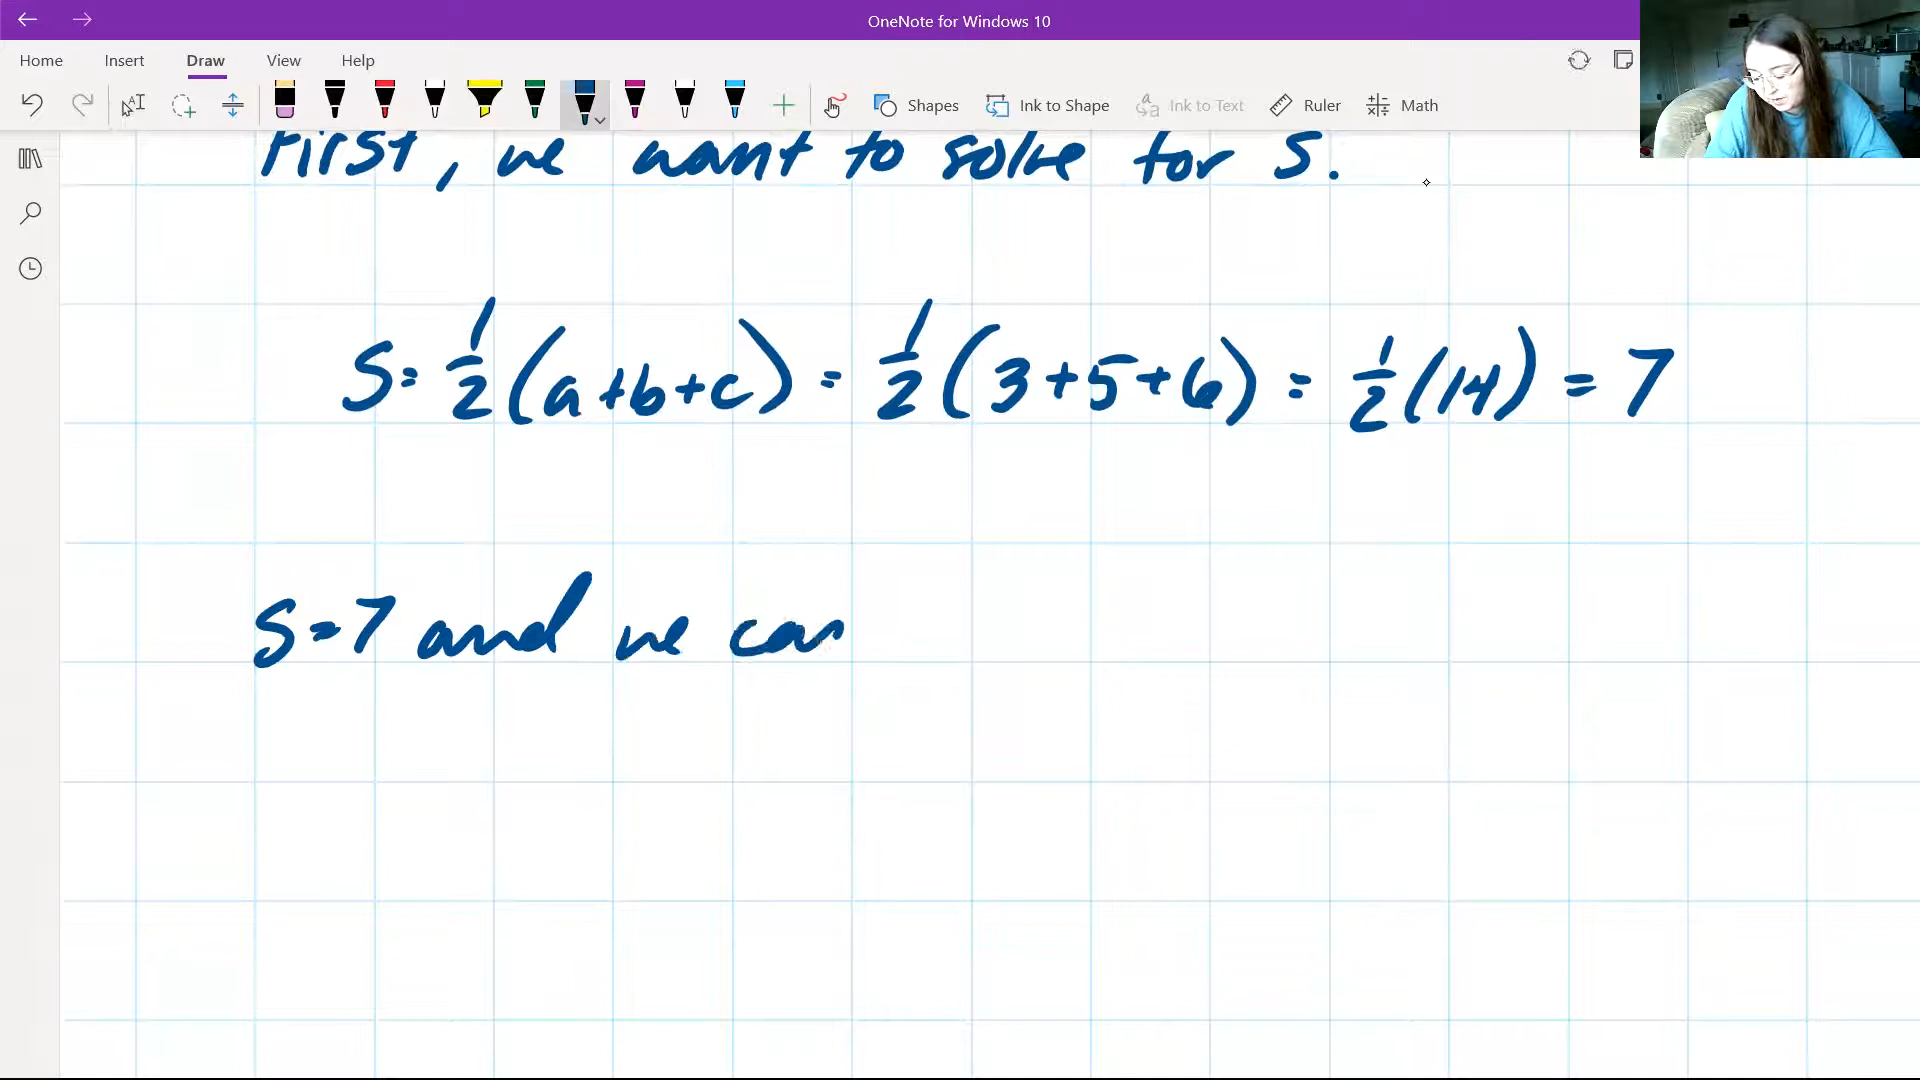 OneNote for Windows 10
Home Insert Draw View Help
Shapes Ink to Shape Ink to Text Ruler Math
First, we want to solve for S.
S = 1/2 (a+b+c) = 1/2 (3+5+6) = 1/2 (14) = 7
S=7 and we can